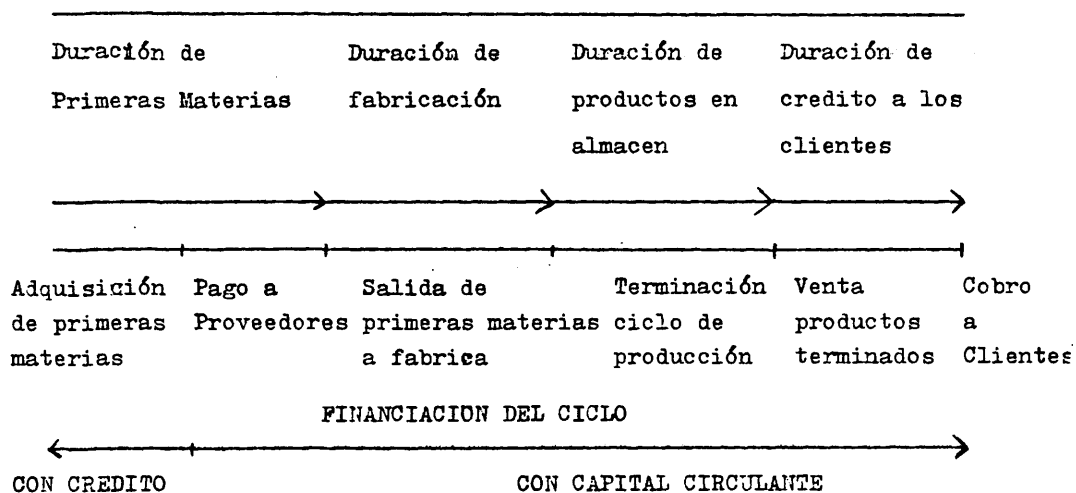 Duración de Duración de Duración de Duración de
Primeras Materias fabricación productos en credito a los
almacen clientes
Adquisición Pago a Salida de Terminación Venta Cobro
de primeras Proveedores primeras materias ciclo de productos a
materias a fabrica producción terminados Clientes
FINANCIACION DEL CICLO
CON CREDITO CON CAPITAL CIRCULANTE